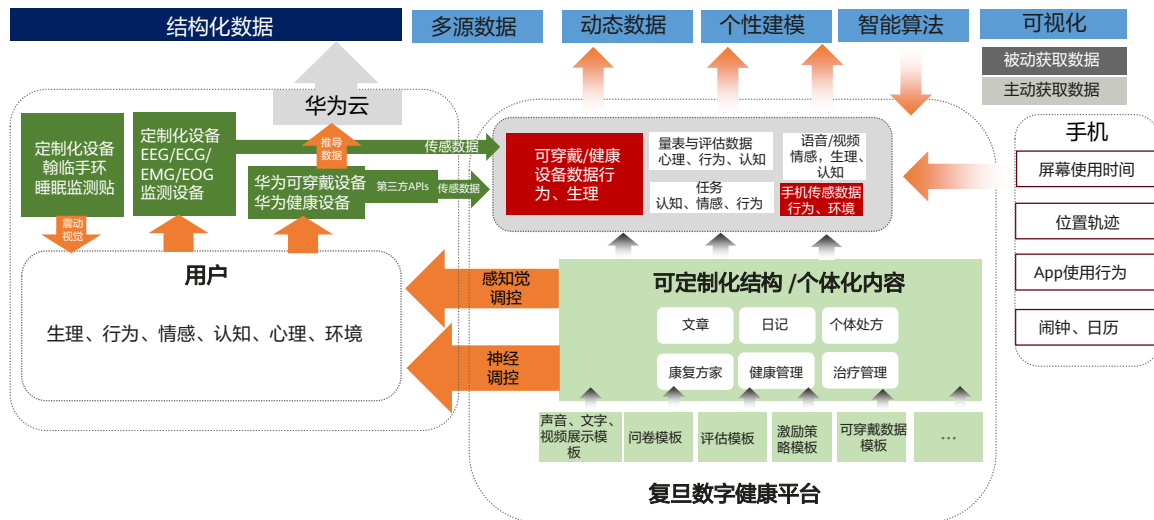 结构化数据
多源数据
动态数据
个性建模
智能算法
可视化
被动获取数据
主动获取数据
华为云
定制化设备
翰临手环
睡眠监测贴
定制化设备
EEG/ECG/
EMG/EOG
监测设备
推导
数据
华为可穿戴设备
华为健康设备
第三方APIs
传感数据
传感数据
震动
视觉
用户
生理、行为、情感、认知、心理、环境
可穿戴/健康
设备数据行
为、生理
量表与评估数据
心理、行为、认知
语音/视频
情感，生理、
认知
任务
认知、情感、行为
手机传感数据
行为、环境
感知觉
调控
神经
调控
可定制化结构 /个体化内容
文章
日记
个体处方
康复方家
健康管理
治疗管理
声音、文字、
视频展示模
板
问卷模板
评估模板
激励策
略模板
可穿戴数据
模板
...
复旦数字健康平台
手机
屏幕使用时间
位置轨迹
App使用行为
闹钟、日历